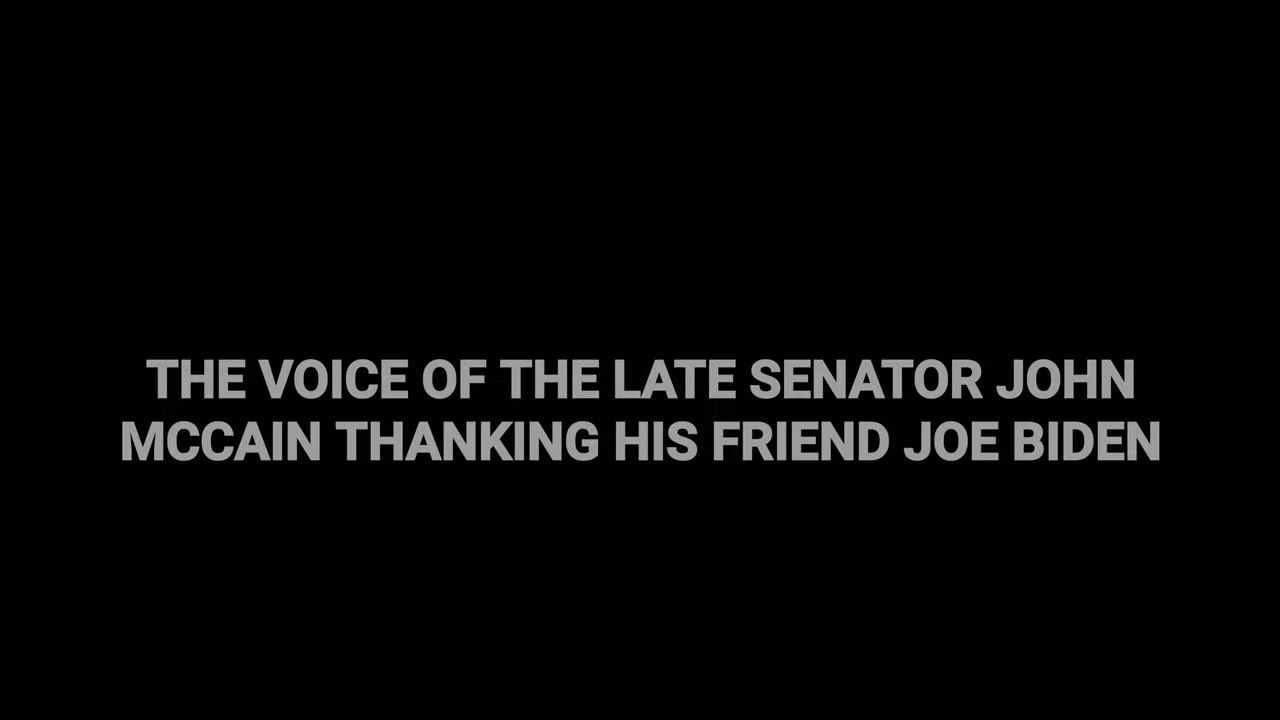 THE VOICE OF THE LATE SENATOR JOHN
MCCAIN THANKING HIS FRIEND JOE BIDEN